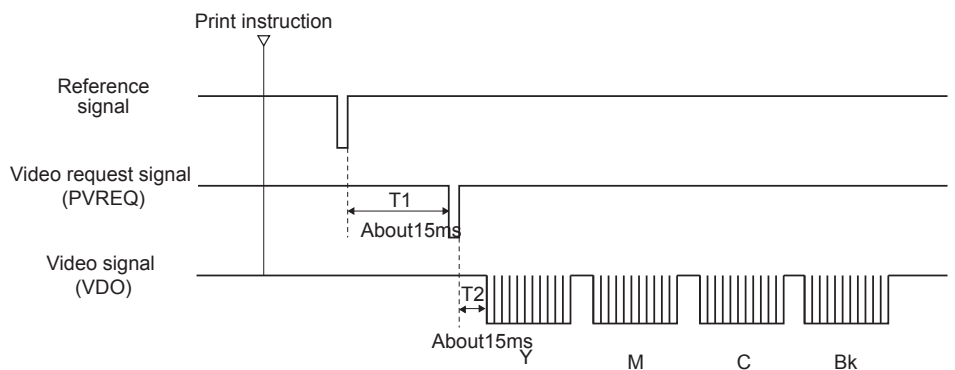 Print instruction
Reference
signal
Video request signal
(PVREQ)
T1
About15ms
Video signal
(VDO)
T2
About15ms
Y
M
C
Bk